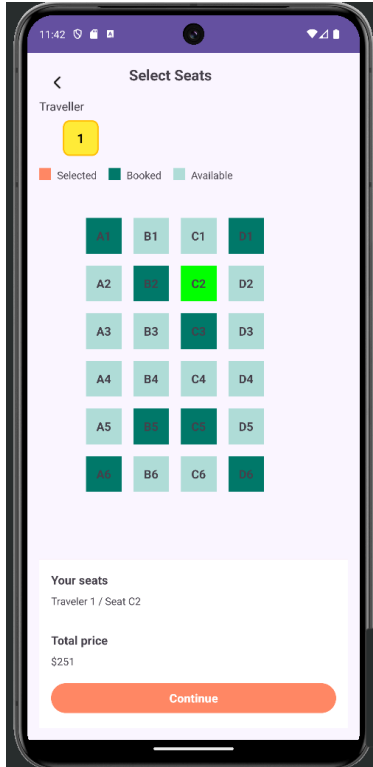 11:42
Select Seats
Traveller
1
Selected Booked Available
A1 B1 C1 D1
A2 B2 C2 D2
A3 B3 C3 D3
A4 B4 C4 D4
A5 B5 C5 D5
A6 B6 C6 D6
Your seats
Traveler 1 / Seat C2
Total price
$251
Continue